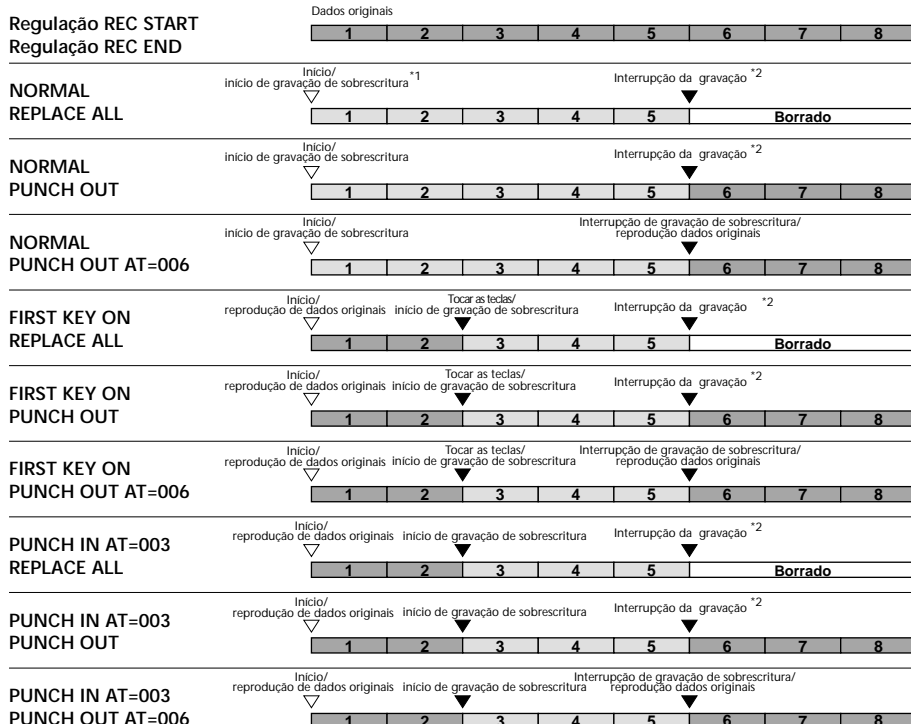 Dados originais
Regulação REC START
Regulação REC END
1 2 3 4 5 6 7 8
Início/
início de gravação de sobrescritura *1
Interrupção da gravação *2
NORMAL
REPLACE ALL
1 2 3 4 5 Borrado
Início/
início de gravação de sobrescritura
Interrupção da gravação *2
NORMAL
PUNCH OUT
1 2 3 4 5 6 7 8
Início/
início de gravação de sobrescritura
Interrupção de gravação de sobrescritura/
reprodução dados originais
NORMAL
PUNCH OUT AT=006
1 2 3 4 5 6 7 8
Início/
reprodução de dados originais
Tocar as teclas/
início de gravação de sobrescritura
Interrupção da gravação *2
FIRST KEY ON
REPLACE ALL
1 2 3 4 5 Borrado
Início/
reprodução de dados originais
Tocar as teclas/
início de gravação de sobrescritura
Interrupção da gravação *2
FIRST KEY ON
PUNCH OUT
1 2 3 4 5 6 7 8
Início/
reprodução de dados originais
Tocar as teclas/
início de gravação de sobrescritura
Interrupção de gravação de sobrescritura/
reprodução dados originais
FIRST KEY ON
PUNCH OUT AT=006
1 2 3 4 5 6 7 8
Início/
reprodução de dados originais
início de gravação de sobrescritura
Interrupção da gravação *2
PUNCH IN AT=003
REPLACE ALL
1 2 3 4 5 Borrado
Início/
reprodução de dados originais
início de gravação de sobrescritura
Interrupção da gravação *2
PUNCH IN AT=003
PUNCH OUT
1 2 3 4 5 6 7 8
Início/
reprodução de dados originais
início de gravação de sobrescritura
Interrupção de gravação de sobrescritura/
reprodução dados originais
PUNCH IN AT=003
PUNCH OUT AT=006
1 2 3 4 5 6 7 8